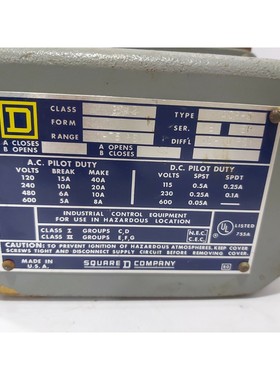 D
CLASS TYPE
FORM SER.
RANGE DIFF'L
A CLOSES A CLOSES
B OPENS B OPENS
A.C. PILOT DUTY
VOLTS BREAK MAKE
120 15A 40A
240 10A 20A
480 6A 10A
600 5A 8A
D.C. PILOT DUTY
VOLTS SPST SPDT
115 0.5A 0.25A
230 0.25A 0.1A
600 0.05A
INDUSTRIAL CONTROL EQUIPMENT
FOR USE IN HAZARDOUS LOCATION
CLASS I GROUPS C,D
CLASS II GROUPS E,F,G
N.E.C.
C.E.C.
UL
LISTED
755A
CAUTION: TO PREVENT IGNITION OF HAZARDOUS ATMOSPHERES, KEEP COVER
SCREWS TIGHT AND DISCONNECT SUPPLY CIRCUIT BEFORE REMOVING COVER.
MADE IN
U.S.A.
SQUARE D COMPANY